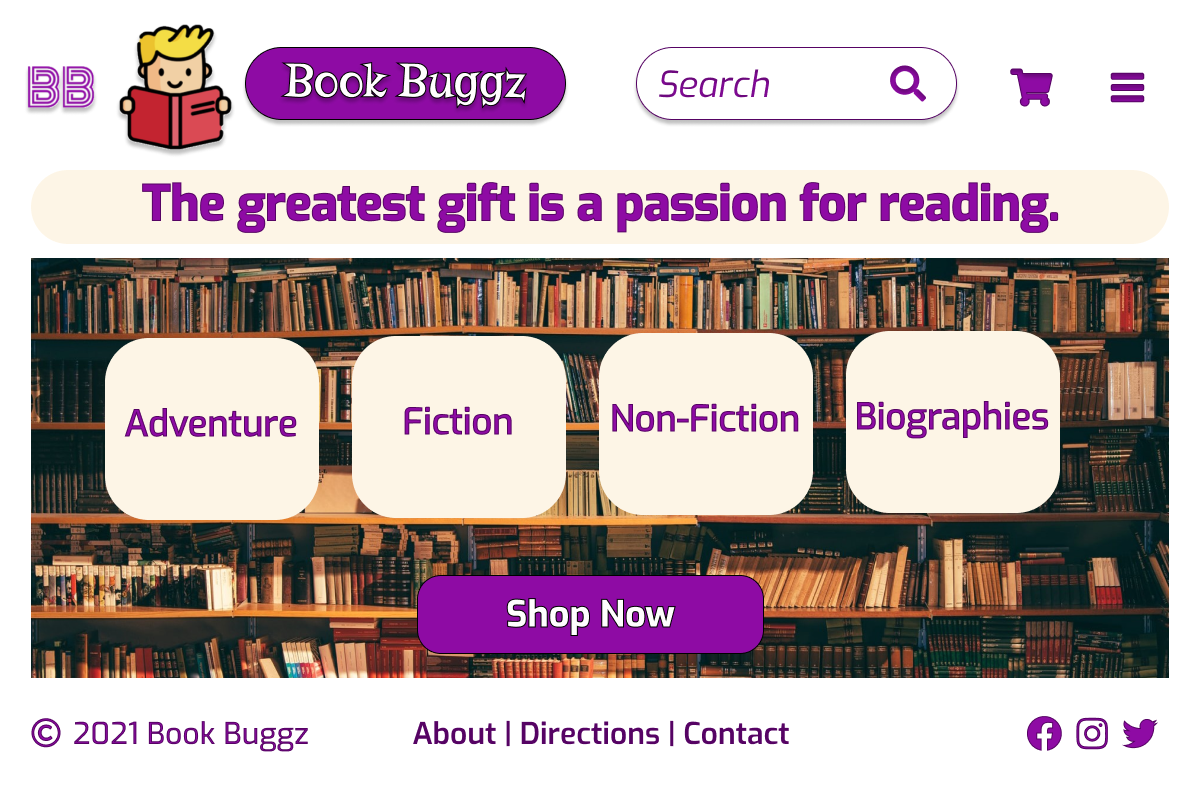 BB
Book Buggz
Search
The greatest gift is a passion for reading.
Adventure
Fiction
Non-Fiction
Biographies
Shop Now
© 2021 Book Buggz
About | Directions | Contact